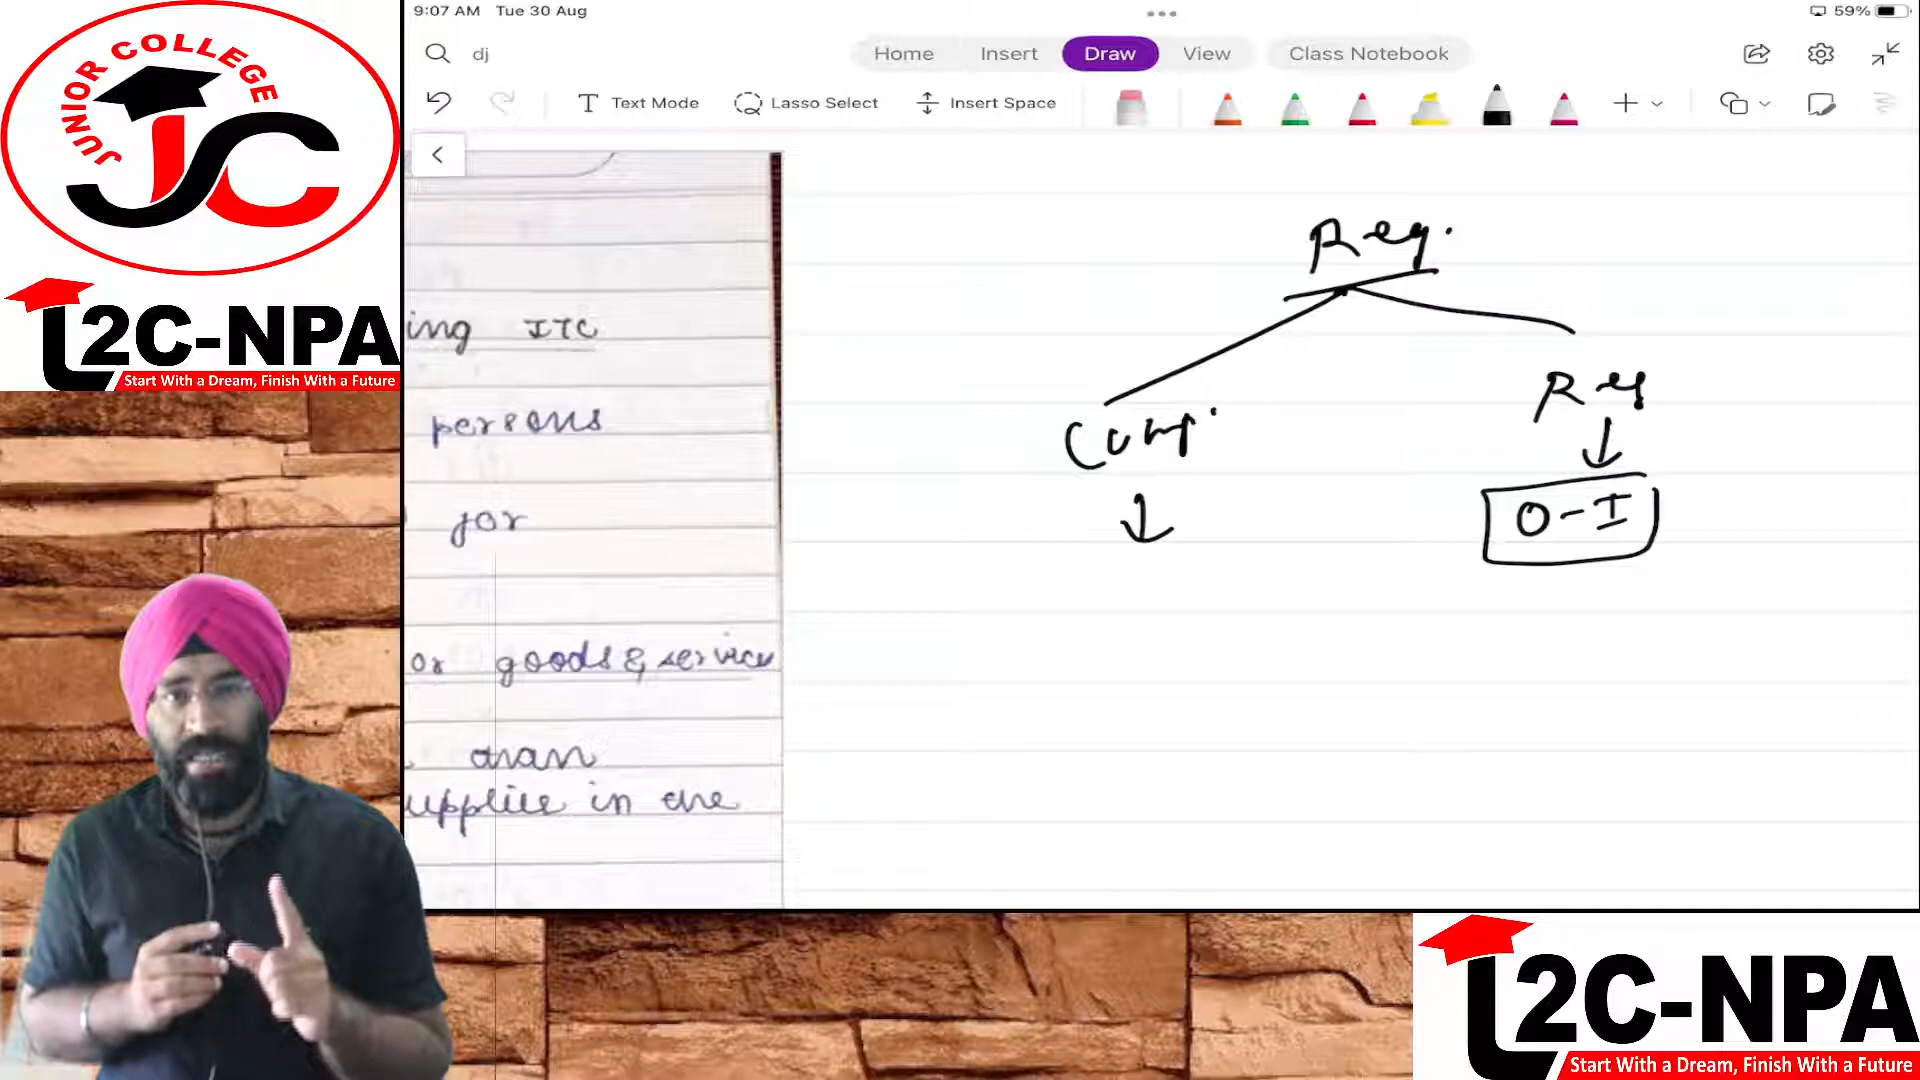 JUNIOR COLLEGE
JC
L2C-NPA
Start With a Dream, Finish With a Future
9:07 AM Tue 30 Aug
59%
dj
Home Insert Draw View Class Notebook
Text Mode Lasso Select Insert Space
ing ITC
persons
for
or goods & service
upplies in the
Reg.
Comp.
Reg
O-I
L2C-NPA
Start With a Dream, Finish With a Future